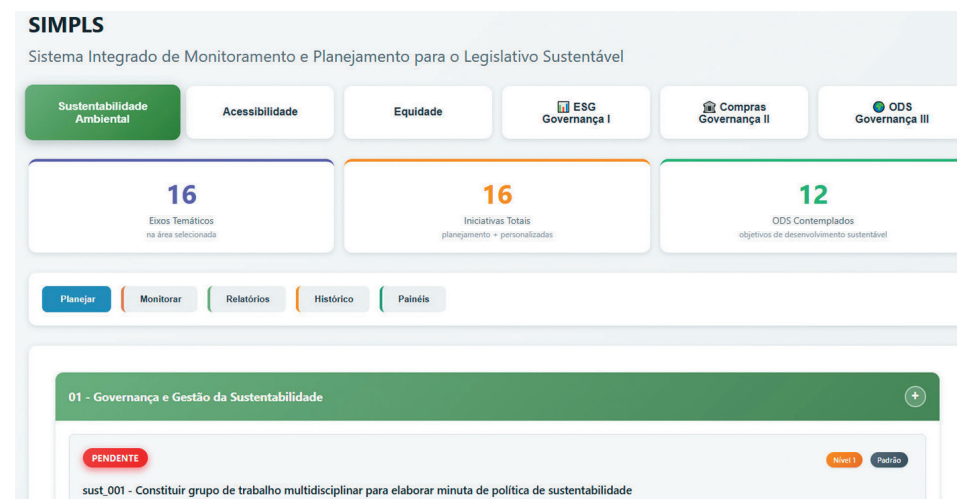 SIMPLS
Sistema Integrado de Monitoramento e Planejamento para o Legislativo Sustentável
Sustentabilidade
Ambiental
Acessibilidade
Equidade
ESG
Governança I
Compras
Governança II
ODS
Governança III
16
Eixos Temáticos
na área selecionada
16
Iniciativas Totais
planejamento + personalizadas
12
ODS Contemplados
objetivos de desenvolvimento sustentável
Planejar
Monitorar
Relatórios
Histórico
Painéis
01 - Governança e Gestão da Sustentabilidade
+
PENDENTE
Nível 1
Padrão
sust_001 - Constituir grupo de trabalho multidisciplinar para elaborar minuta de política de sustentabilidade